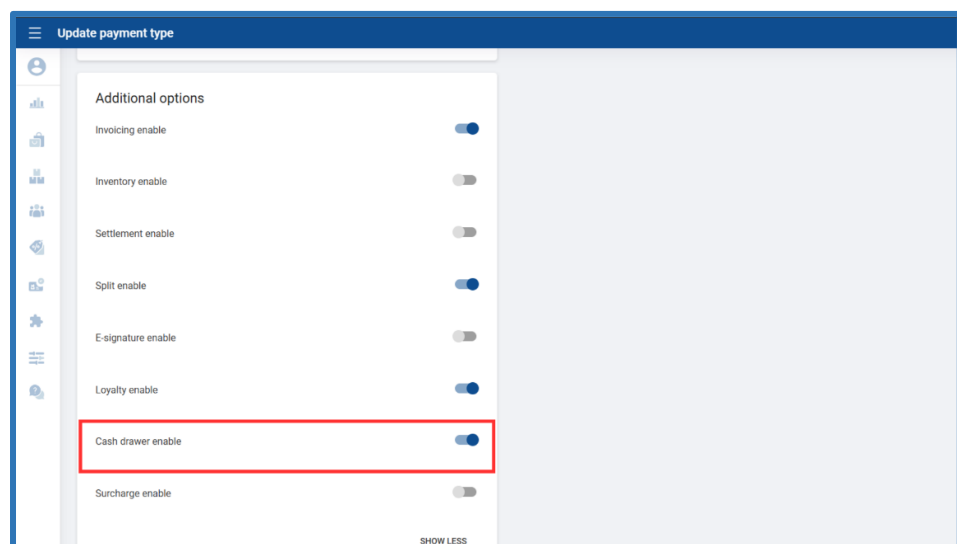 Update payment type
Additional options
Invoicing enable
Inventory enable
Settlement enable
Split enable
E-signature enable
Loyalty enable
Cash drawer enable
Surcharge enable
SHOW LESS